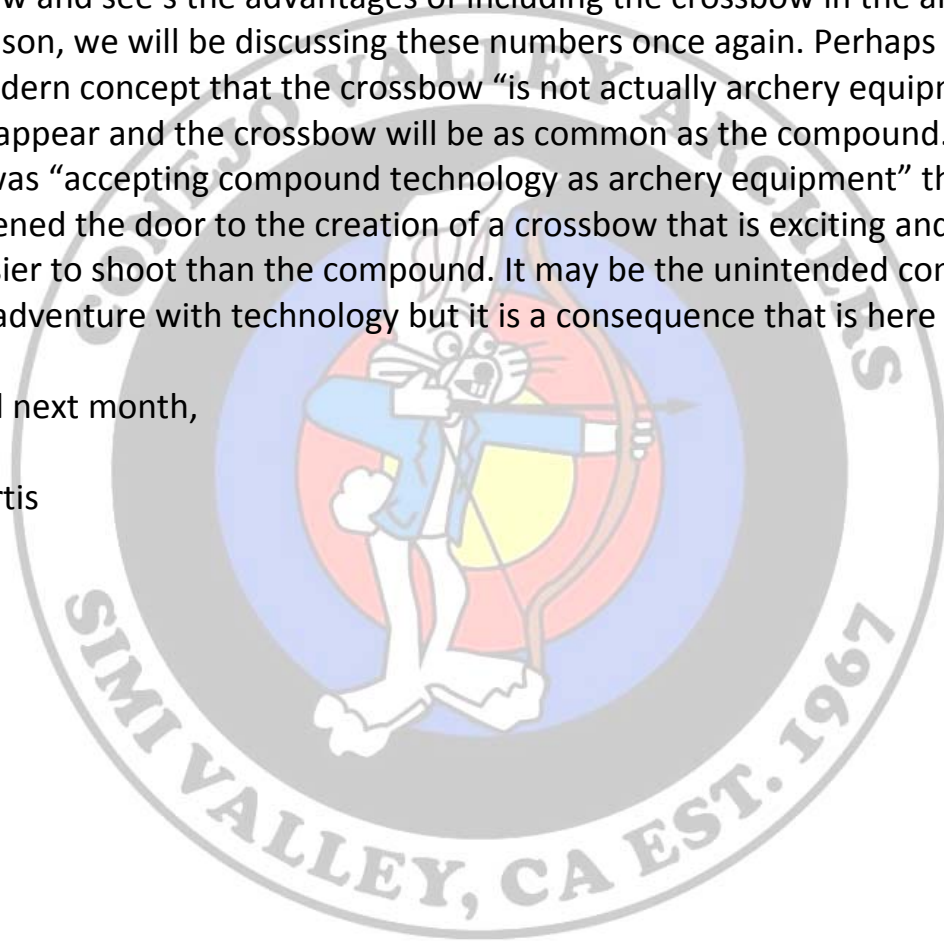 w and see's the advantages of including the crossbow in the ar
son, we will be discussing these numbers once again. Perhaps
dern concept that the crossbow "is not actually archery equipm
appear and the crossbow will be as common as the compound.
was "accepting compound technology as archery equipment" th
ened the door to the creation of a crossbow that is exciting and
sier to shoot than the compound. It may be the unintended con
adventure with technology but it is a consequence that is here
l next month,
rtis
CONEJO VALLEY ARCHERS
SIMI VALLEY, CA EST. 1967